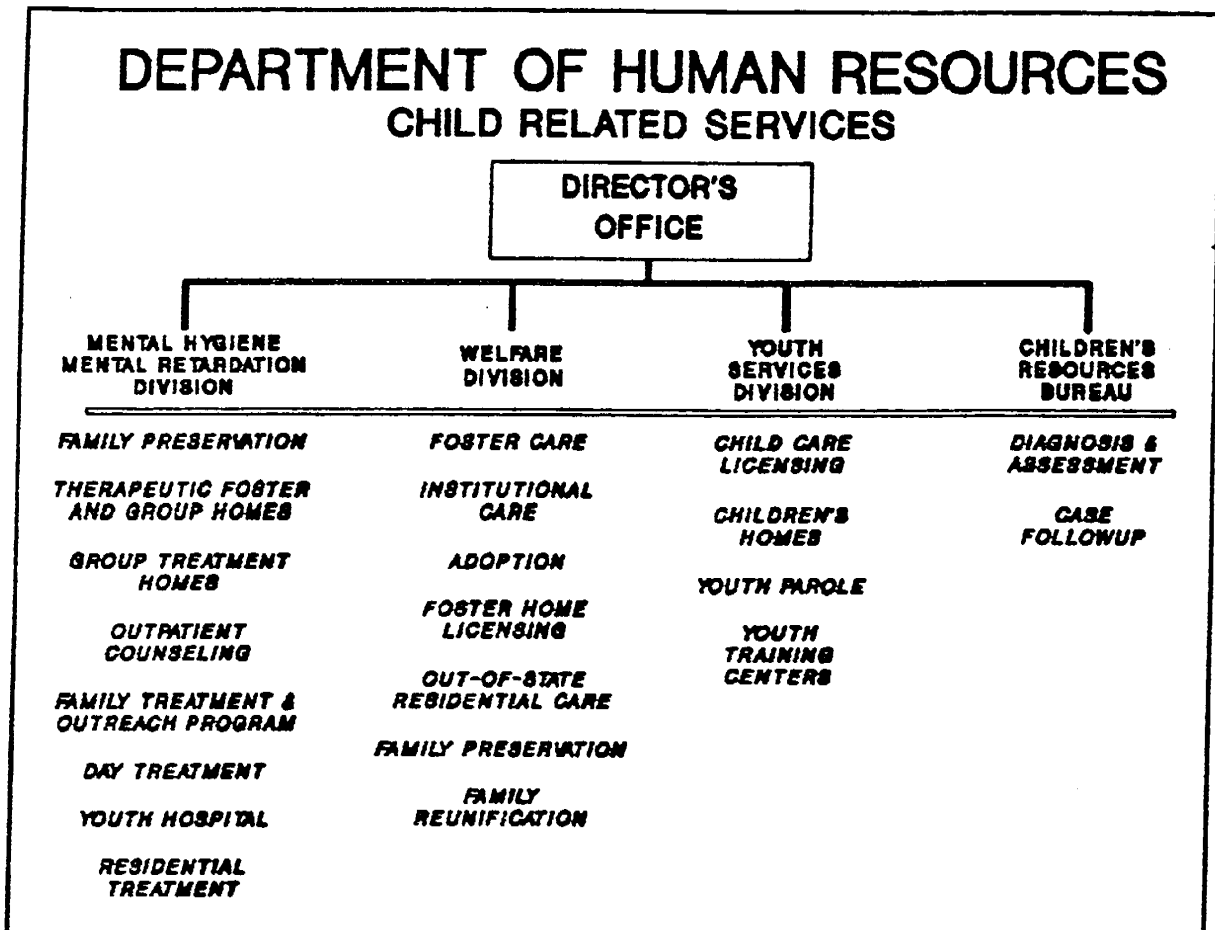 DEPARTMENT OF HUMAN RESOURCES
CHILD RELATED SERVICES
DIRECTOR'S
OFFICE
MENTAL HYGIENE
MENTAL RETARDATION
DIVISION
WELFARE
DIVISION
YOUTH
SERVICES
DIVISION
CHILDREN'S
RESOURCES
BUREAU
FAMILY PRESERVATION
THERAPEUTIC FOSTER
AND GROUP HOMES
GROUP TREATMENT
HOMES
OUTPATIENT
COUNSELING
FAMILY TREATMENT &
OUTREACH PROGRAM
DAY TREATMENT
YOUTH HOSPITAL
RESIDENTIAL
TREATMENT
FOSTER CARE
INSTITUTIONAL
CARE
ADOPTION
FOSTER HOME
LICENSING
OUT-OF-STATE
RESIDENTIAL CARE
FAMILY PRESERVATION
FAMILY
REUNIFICATION
CHILD CARE
LICENSING
CHILDREN'S
HOMES
YOUTH PAROLE
YOUTH
TRAINING
CENTERS
DIAGNOSIS &
ASSESSMENT
CASE
FOLLOWUP